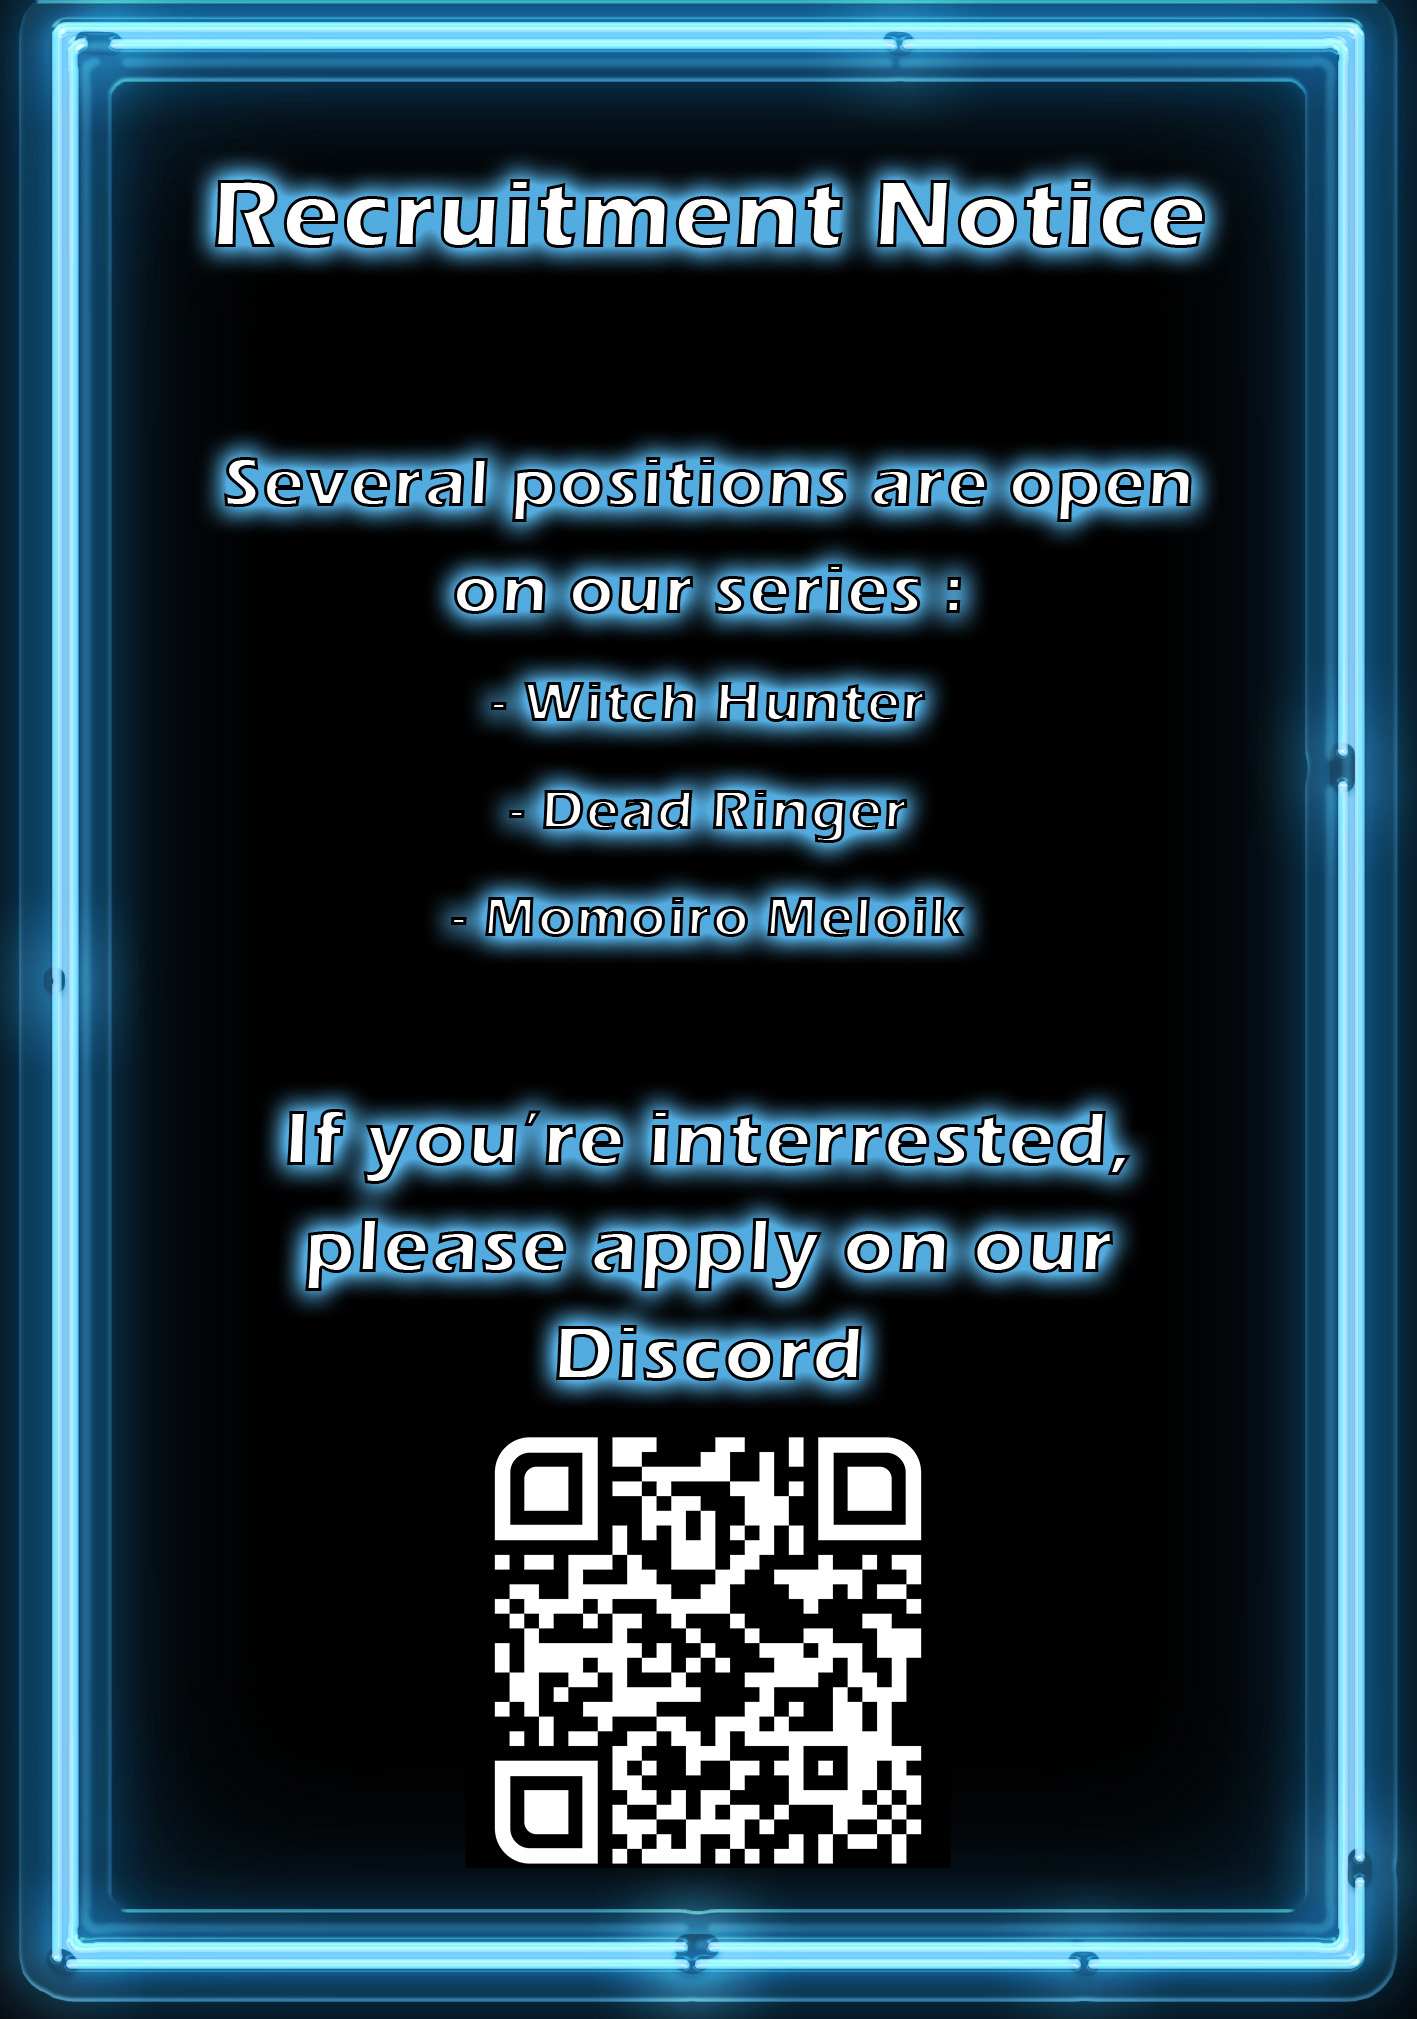 Recruitment Notice
Several positions are open
on our series :
- Witch Hunter
- Dead Ringer
- Momoiro Meloik
If you're interrested,
please apply on our
Discord